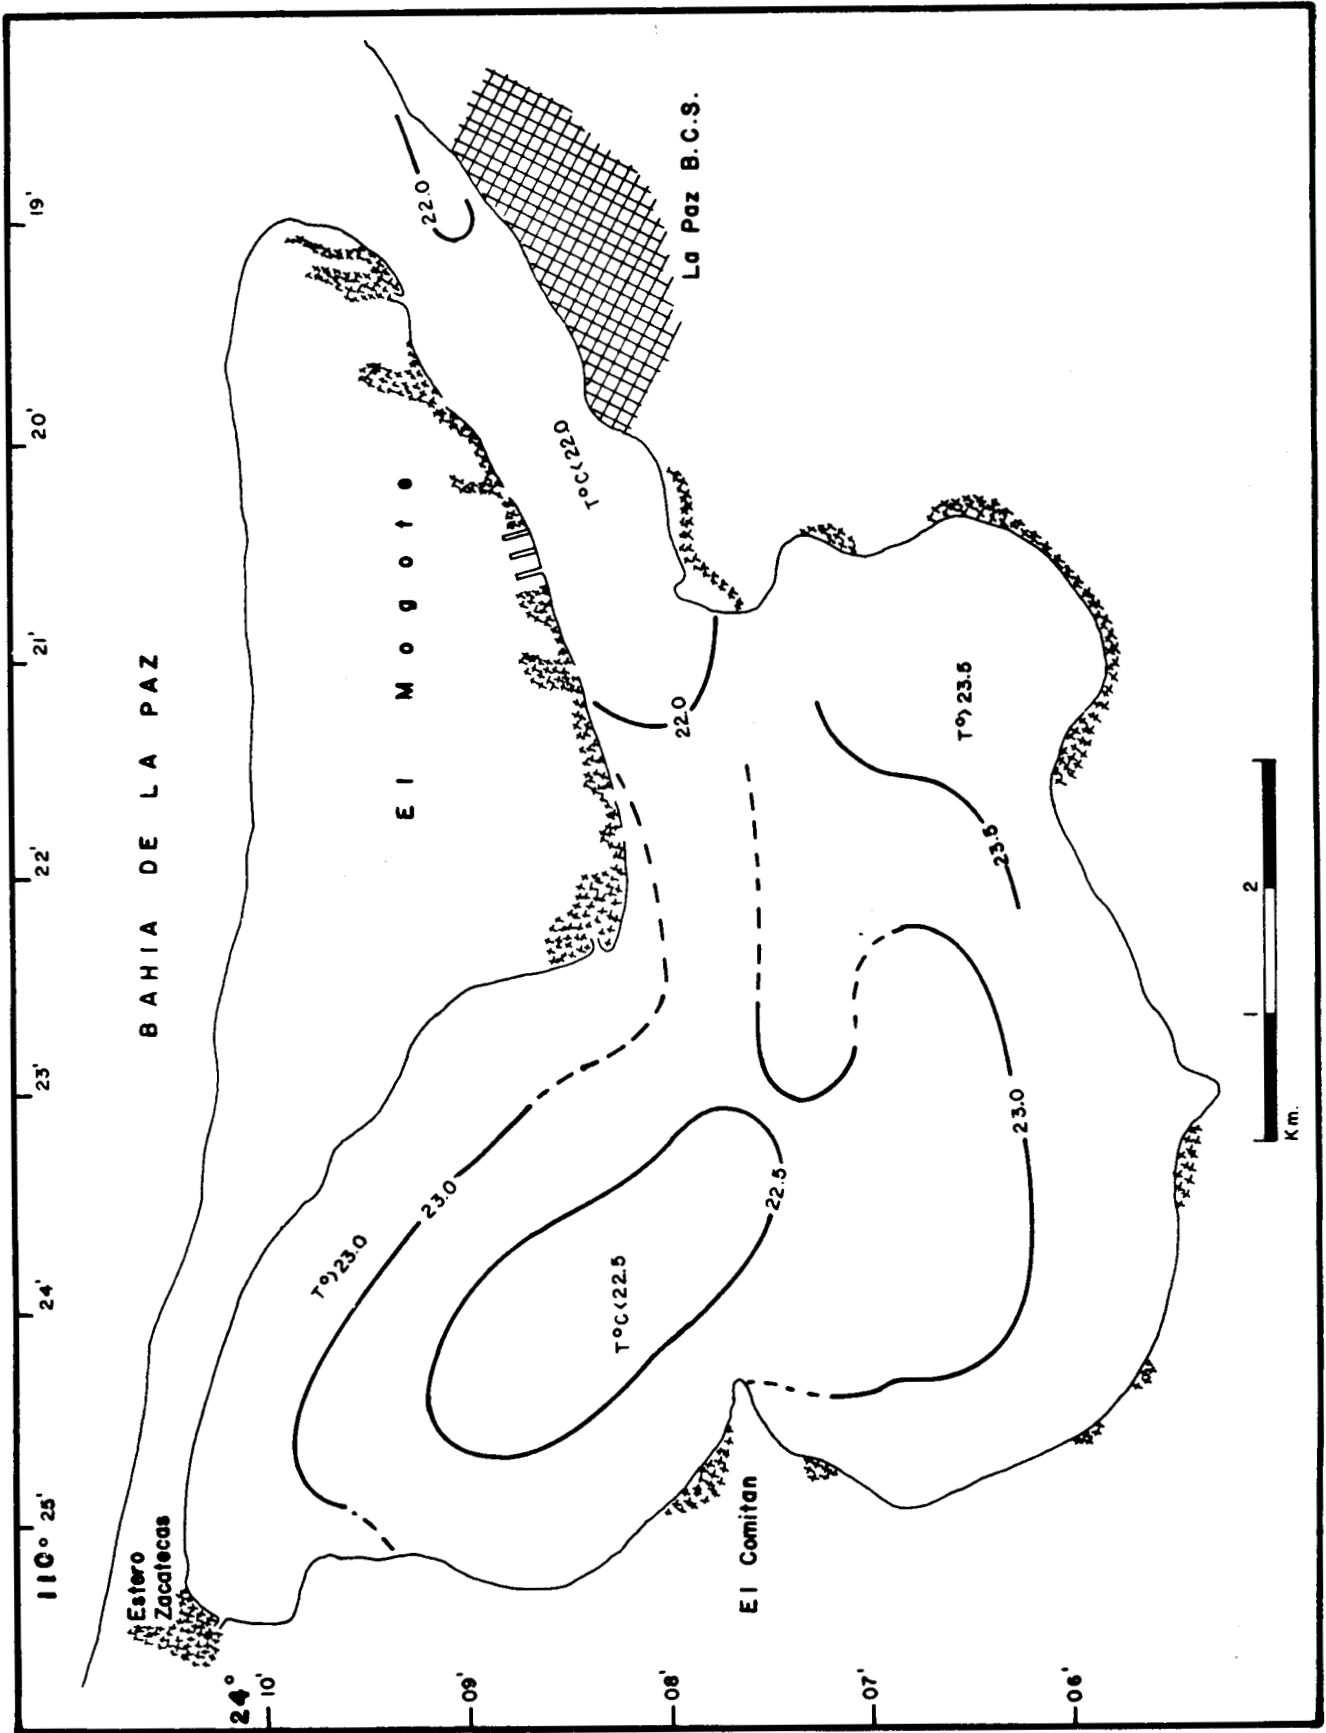 110° 25'
24'
23'
22'
21'
20'
19'
24°
10'
09'
08'
07'
06'
BAHIA DE LA PAZ
Estero
Zacatecas
El Mogote
La Paz B.C.S.
El Comitan
22.0
T°C<22.0
22.0
T°>23.0
23.0
22.5
T°C<22.5
23.0
23.5
T°>23.5
1
2
Km.